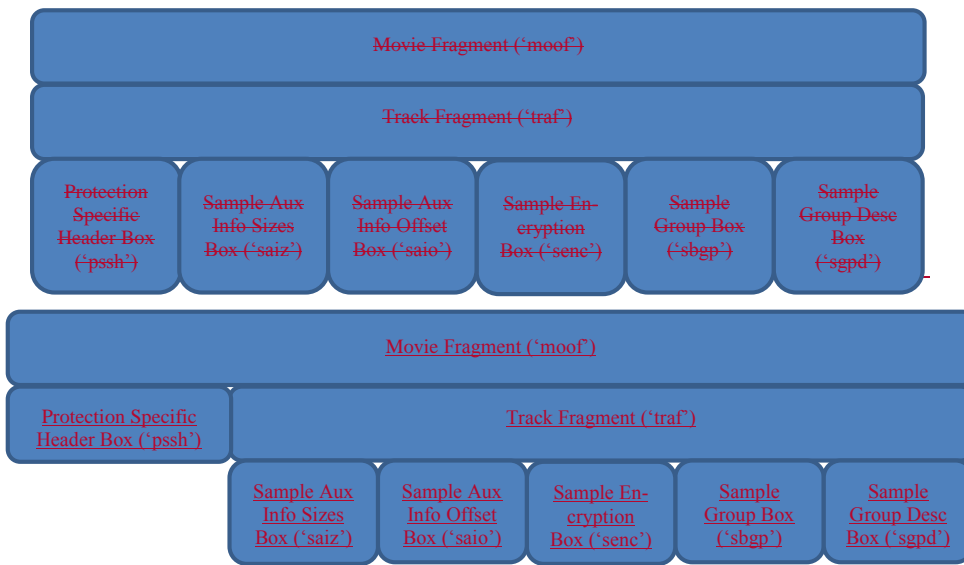 Movie Fragment (‘moof’)
Track Fragment (‘traf’)
Protection
Specific
Header Box
(‘pssh’)
Sample Aux
Info Sizes
Box (‘saiz’)
Sample Aux
Info Offset
Box (‘saio’)
Sample En-
cryption
Box (‘senc’)
Sample
Group Box
(‘sbgp’)
Sample
Group Desc
Box
(‘sgpd’)
Movie Fragment (‘moof’)
Protection Specific
Header Box (‘pssh’)
Track Fragment (‘traf’)
Sample Aux
Info Sizes
Box (‘saiz’)
Sample Aux
Info Offset
Box (‘saio’)
Sample En-
cryption
Box (‘senc’)
Sample
Group Box
(‘sbgp’)
Sample
Group Desc
Box (‘sgpd’)